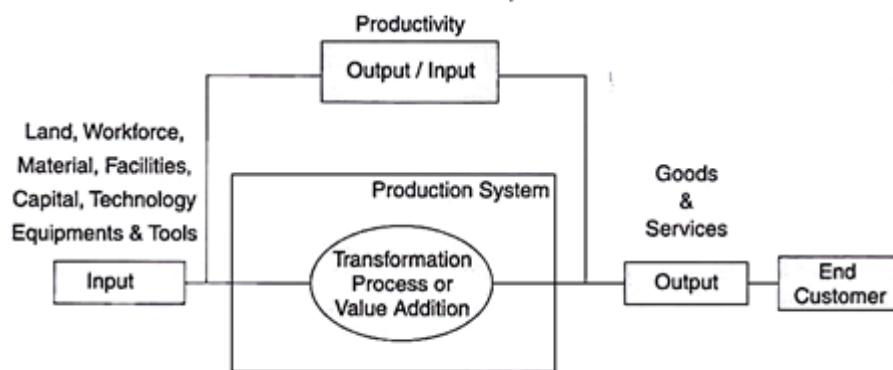 Productivity
Output / Input
Land, Workforce,
Material, Facilities,
Capital, Technology
Equipments & Tools
Input
Production System
Transformation
Process or
Value Addition
Goods
&
Services
Output
End
Customer